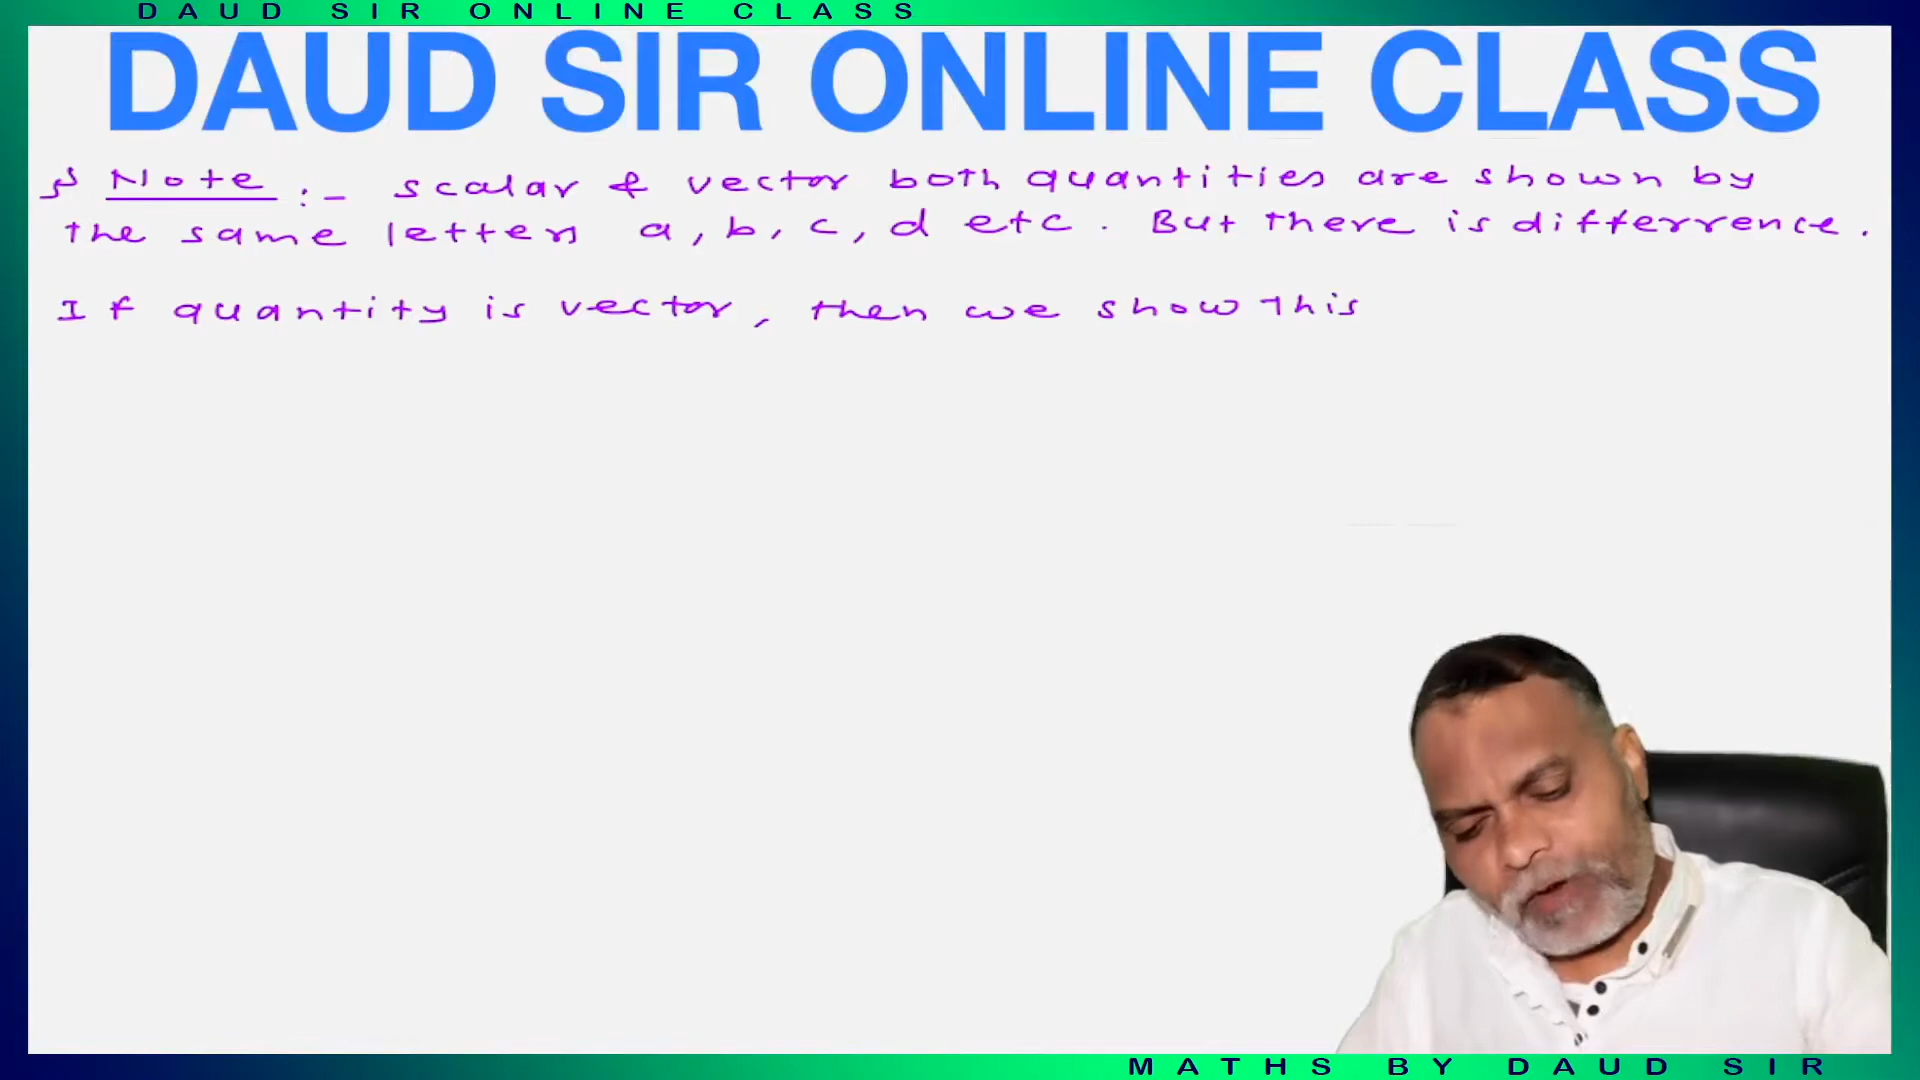 DAUD SIR ONLINE CLASS
DAUD SIR ONLINE CLASS
Note :- scalar & vector both quantities are shown by
the same letters a, b, c, d etc. But there is differrence.
If quantity is vector, then we show this
MATHS BY DAUD SIR